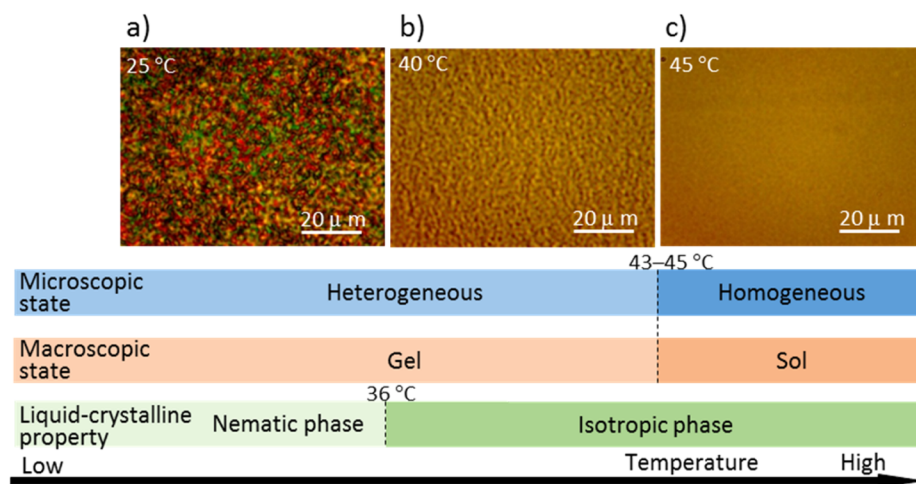 a) b) c)
25 °C 40 °C 45 °C
20 μ m 20 μ m 20 μ m
43–45 °C
Microscopic
state
Heterogeneous Homogeneous
Macroscopic
state
Gel Sol
36 °C
Liquid-crystalline
property
Nematic phase Isotropic phase
Low Temperature High